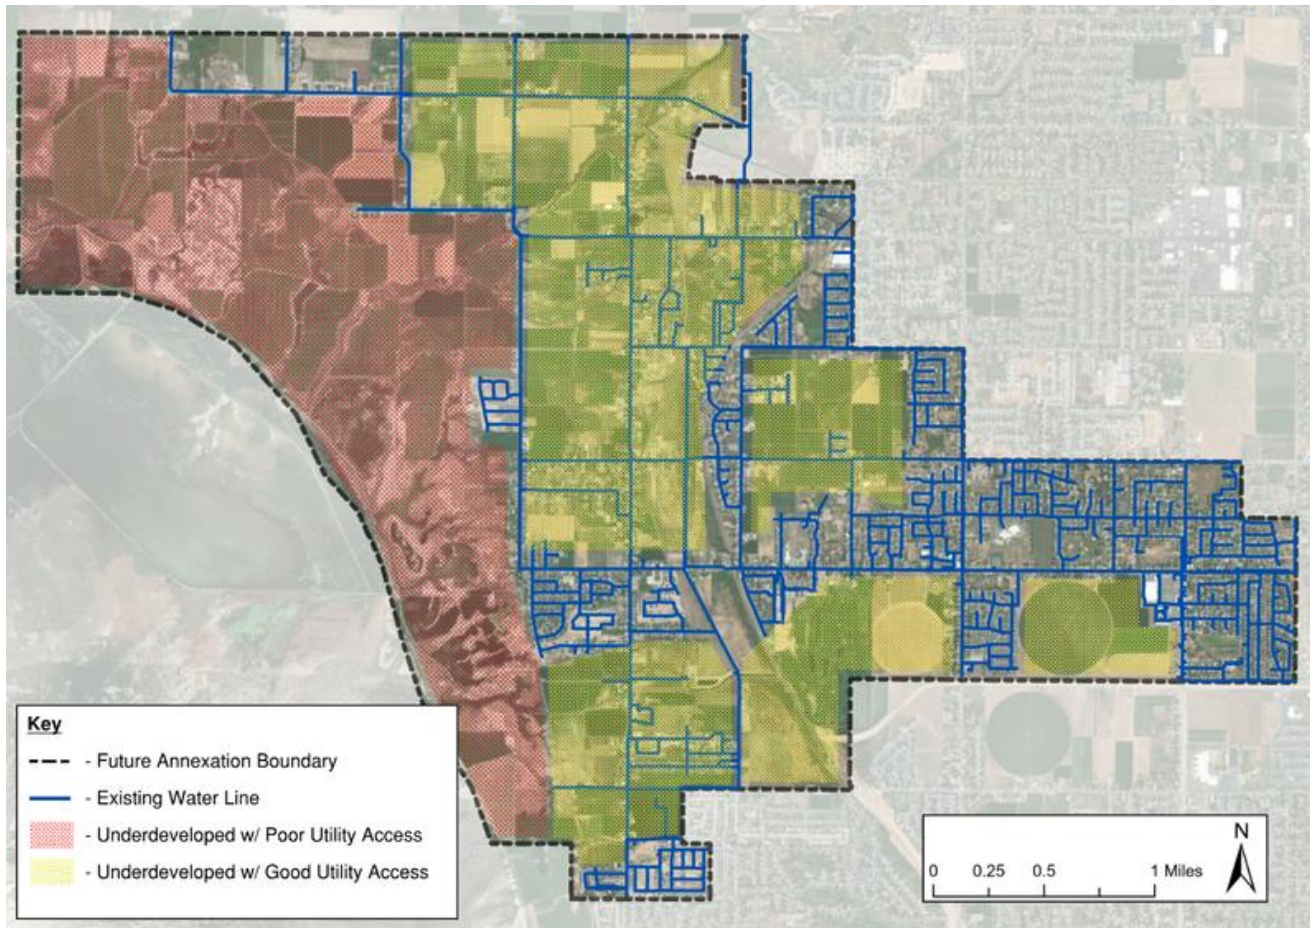 Key
- Future Annexation Boundary
- Existing Water Line
- Underdeveloped w/ Poor Utility Access
- Underdeveloped w/ Good Utility Access
N
0 0.25 0.5 1 Miles